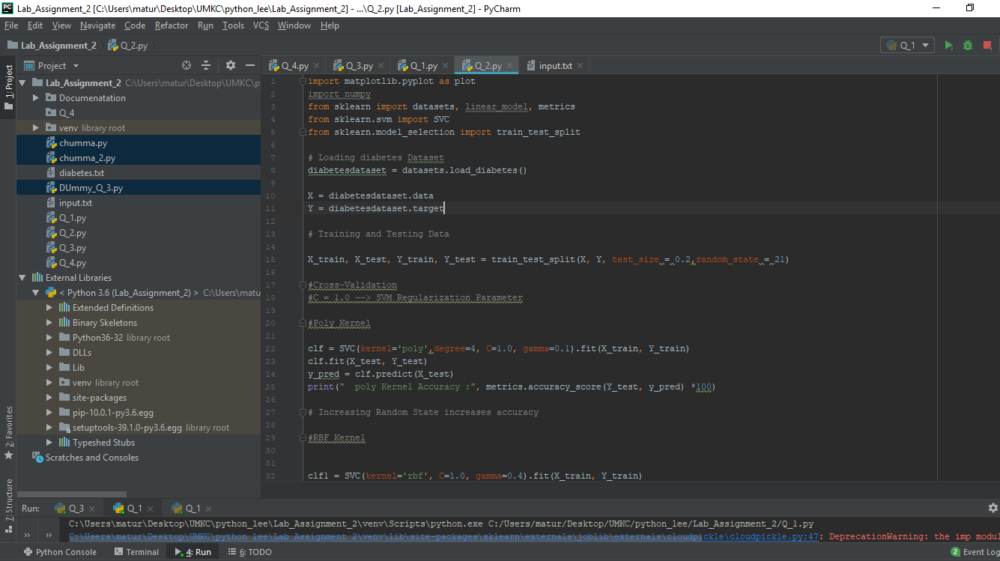 Lab_Assignment_2 [C:\Users\matur\Desktop\UMKC\python_lee\Lab_Assignment_2] - ...\Q_2.py [Lab_Assignment_2] - PyCharm
File Edit View Navigate Code Refactor Run Tools VCS Window Help
Lab_Assignment_2 Q_2.py Q_1
1: Project
Project
Lab_Assignment_2 C:\Users\matur\Desktop\UMKC\p
Documenatation
Q_4
venv library root
chumma.py
chumma_2.py
diabetes.txt
DUmmy_Q_3.py
input.txt
Q_1.py
Q_2.py
Q_3.py
Q_4.py
External Libraries
< Python 3.6 (Lab_Assignment_2) > C:\Users\matur
Extended Definitions
Binary Skeletons
Python36-32 library root
DLLs
Lib
venv library root
site-packages
pip-10.0.1-py3.6.egg
setuptools-39.1.0-py3.6.egg library root
Typeshed Stubs
Scratches and Consoles
2: Favorites
7: Structure
Q_4.py Q_3.py Q_1.py Q_2.py input.txt
1 import matplotlib.pyplot as plot
2 import numpy
3 from sklearn import datasets, linear_model, metrics
4 from sklearn.svm import SVC
5 from sklearn.model_selection import train_test_split
6
7 # Loading diabetes Dataset
8 diabetesdataset = datasets.load_diabetes()
9
10 X = diabetesdataset.data
11 Y = diabetesdataset.target
12
13 # Training and Testing Data
14
15 X_train, X_test, Y_train, Y_test = train_test_split(X, Y, test_size = 0.2,random_state = 21)
16
17 #Cross-Validation
18 #C = 1.0 --> SVM Regularization Parameter
19
20 #Poly Kernel
21
22 clf = SVC(kernel='poly',degree=4, C=1.0, gamma=0.1).fit(X_train, Y_train)
23 clf.fit(X_test, Y_test)
24 y_pred = clf.predict(X_test)
25 print("  poly Kernel Accuracy :", metrics.accuracy_score(Y_test, y_pred) *100)
26
27 # Increasing Random State increases accuracy
28
29 #RBF Kernel
30
31
32 clf1 = SVC(kernel='rbf', C=1.0, gamma=0.4).fit(X_train, Y_train)
Run: Q_3 Q_1 Q_1
C:\Users\matur\Desktop\UMKC\python_lee\Lab_Assignment_2\venv\Scripts\python.exe C:/Users/matur/Desktop/UMKC/python_lee/Lab_Assignment_2/Q_1.py
C:\Users\matur\Desktop\UMKC\python_lee\Lab_Assignment_2\venv\lib\site-packages\sklearn\externals\joblib\externals\cloudpickle\cloudpickle.py:47: DeprecationWarning: the imp modul
Python Console Terminal 4: Run 6: TODO 2 Event Log